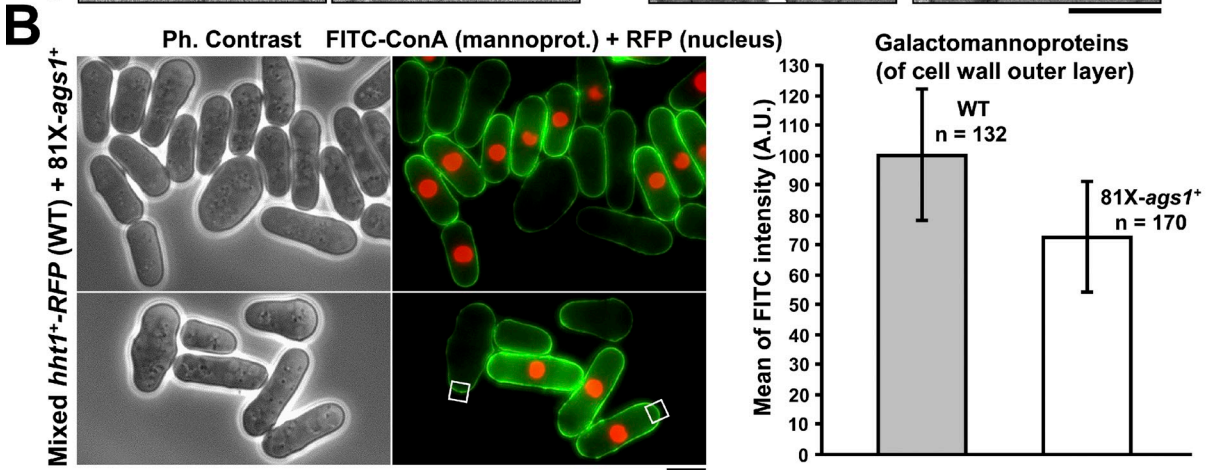 B
Ph. Contrast FITC-ConA (mannoprot.) + RFP (nucleus)
Mixed hht1⁺-RFP (WT) + 81X-ags1⁺
Galactomannoproteins
(of cell wall outer layer)
Mean of FITC intensity (A.U.)
130
120
110
100
90
80
70
60
50
40
30
20
10
0
WT
n = 132
81X-ags1⁺
n = 170